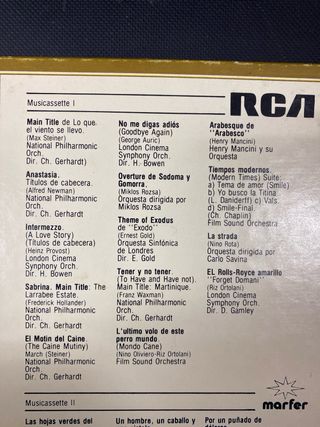 Musicassette I
RCA
Main Title de Lo que
el viento se llevo.
(Max Steiner)
National Philharmonic
Orch.
Dir. Ch. Gerhardt)
Anastasia.
Títulos de cabecera.
(Alfred Newman)
National Philharmonic
Orch.
Dir. Ch. Gerhardt
Intermezzo.
(A Love Story)
(Títulos de cabecera)
(Heinz Provost)
London Cinema
Symphony Orch.
Dir. H. Bowen
Sabrina. Main Title: The
Larrabee Estate.
(Frederick Hollander)
National Philharmonic
Orch.
Dir. Ch. Gerhardt
El Motin del Caine.
(The Caine Mutiny)
March (Steiner)
National Philharmonic
Orch.
Dir. Ch. Gerhardt
No me digas adiós
(Goodbye Again)
(George Auric)
London Cinema
Symphony Orch.
Dir. H. Bowen
Overture de Sodoma y
Gomorra.
(Miklos Rozsa)
Orquestra dirigida por
Miklos Rozsa
Theme of Exodus
de ''Exodo''
(Ernest Gold)
Orquesta Sinfónica
de Londres
Dir. E. Gold
Tener y no tener.
(To Have and Have not).
Main Title: Martinique.
(Franz Waxman)
National Philharmonic
Orch.
Dir. Ch. Gerhardt
L'ultimo volo de este
perro mundo
(Mondo Cane)
(Nino Oliviero-Riz Ortolani)
Film Sound Orchestra
Arabesque de
''Arabesco''
(Henry Mancini)
Henry Mancini y su
Orquesta
Tiempos modernos.
(Modern Times) Suite:
a) Tema de amor (Smile)
b) Yo busco la Titina
(L. Daniderff) c) Vals.
d) Smile-Final.
(Ch. Chaplin)
Film Sound Orchestra
La strada
(Nino Rota)
Orquesta dirigida por
Carlo Savina
EL Rolls-Royce amarillo
''Forget Domani''
(Riz Ortolani)
London Cinema
Symphony Orch.
Dir. D. Gamley
marfer
Musicassette II
Las hojas verdes del
Un hombre, un caballo y
Por un puñado de